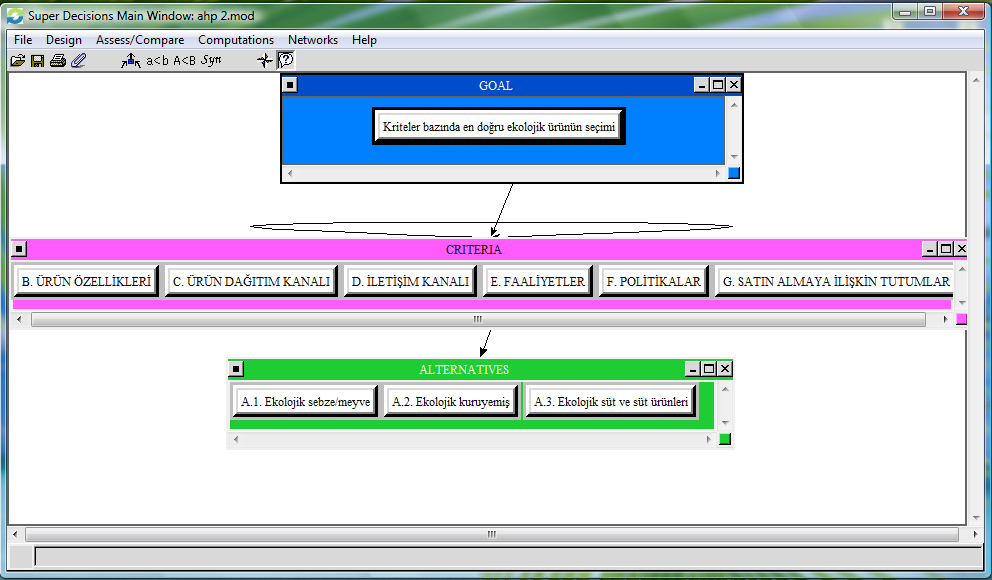 Super Decisions Main Window: ahp 2.mod
File Design Assess/Compare Computations Networks Help
a<b A<B Syn
GOAL
Kriteler bazında en doğru ekolojik ürünün seçimi
CRITERIA
B. ÜRÜN ÖZELLİKLERİ C. ÜRÜN DAĞITIM KANALI D. İLETİŞİM KANALI E. FAALİYETLER F. POLİTİKALAR G. SATIN ALMAYA İLİŞKİN TUTUMLAR
ALTERNATIVES
A.1. Ekolojik sebze/meyve A.2. Ekolojik kuruyemiş A.3. Ekolojik süt ve süt ürünleri